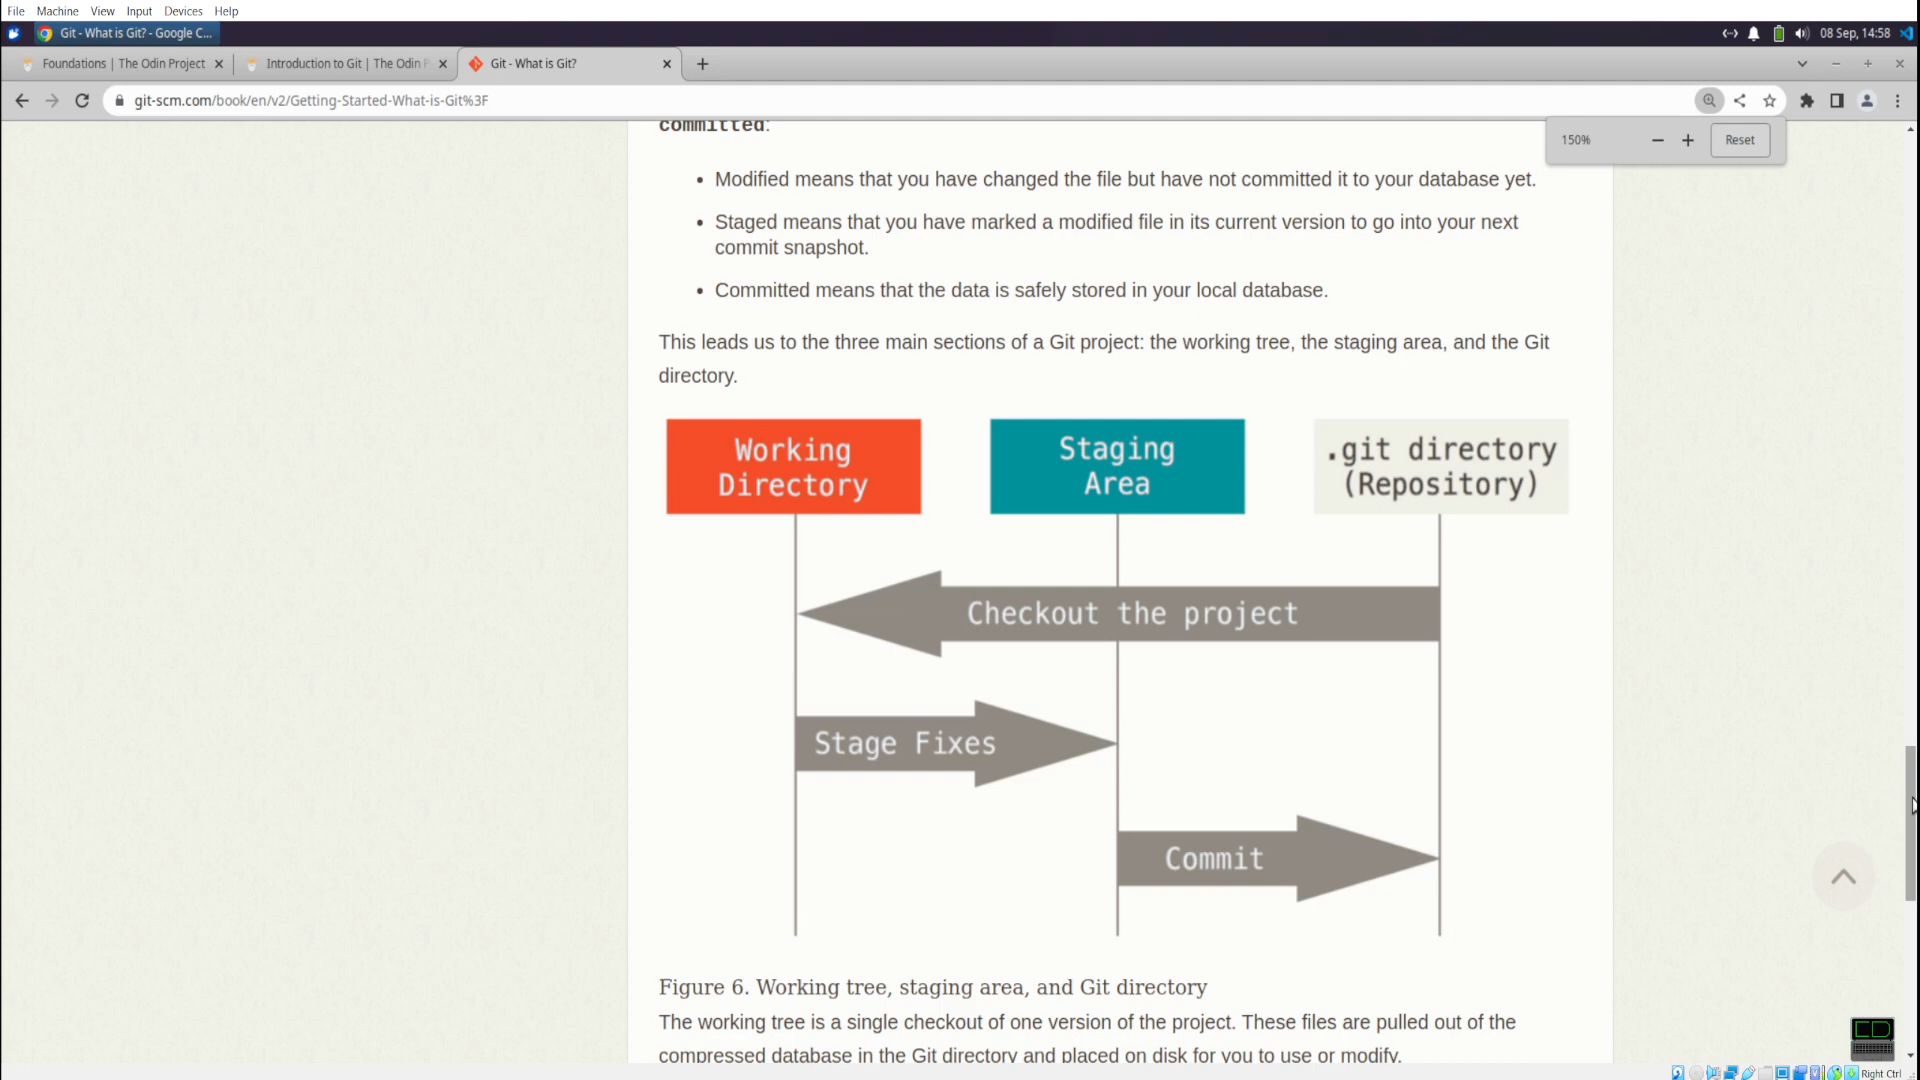 File Machine View Input Devices Help
Git - What is Git? - Google C...
08 Sep, 14:58
Foundations | The Odin Project
Introduction to Git | The Odin P
Git - What is Git?
git-scm.com/book/en/v2/Getting-Started-What-is-Git%3F
150%
Reset
committed:
• Modified means that you have changed the file but have not committed it to your database yet.
• Staged means that you have marked a modified file in its current version to go into your next
commit snapshot.
• Committed means that the data is safely stored in your local database.
This leads us to the three main sections of a Git project: the working tree, the staging area, and the Git
directory.
Working
Directory
Staging
Area
.git directory
(Repository)
Checkout the project
Stage Fixes
Commit
Figure 6. Working tree, staging area, and Git directory
The working tree is a single checkout of one version of the project. These files are pulled out of the
compressed database in the Git directory and placed on disk for you to use or modify.
CD
Right Ctrl